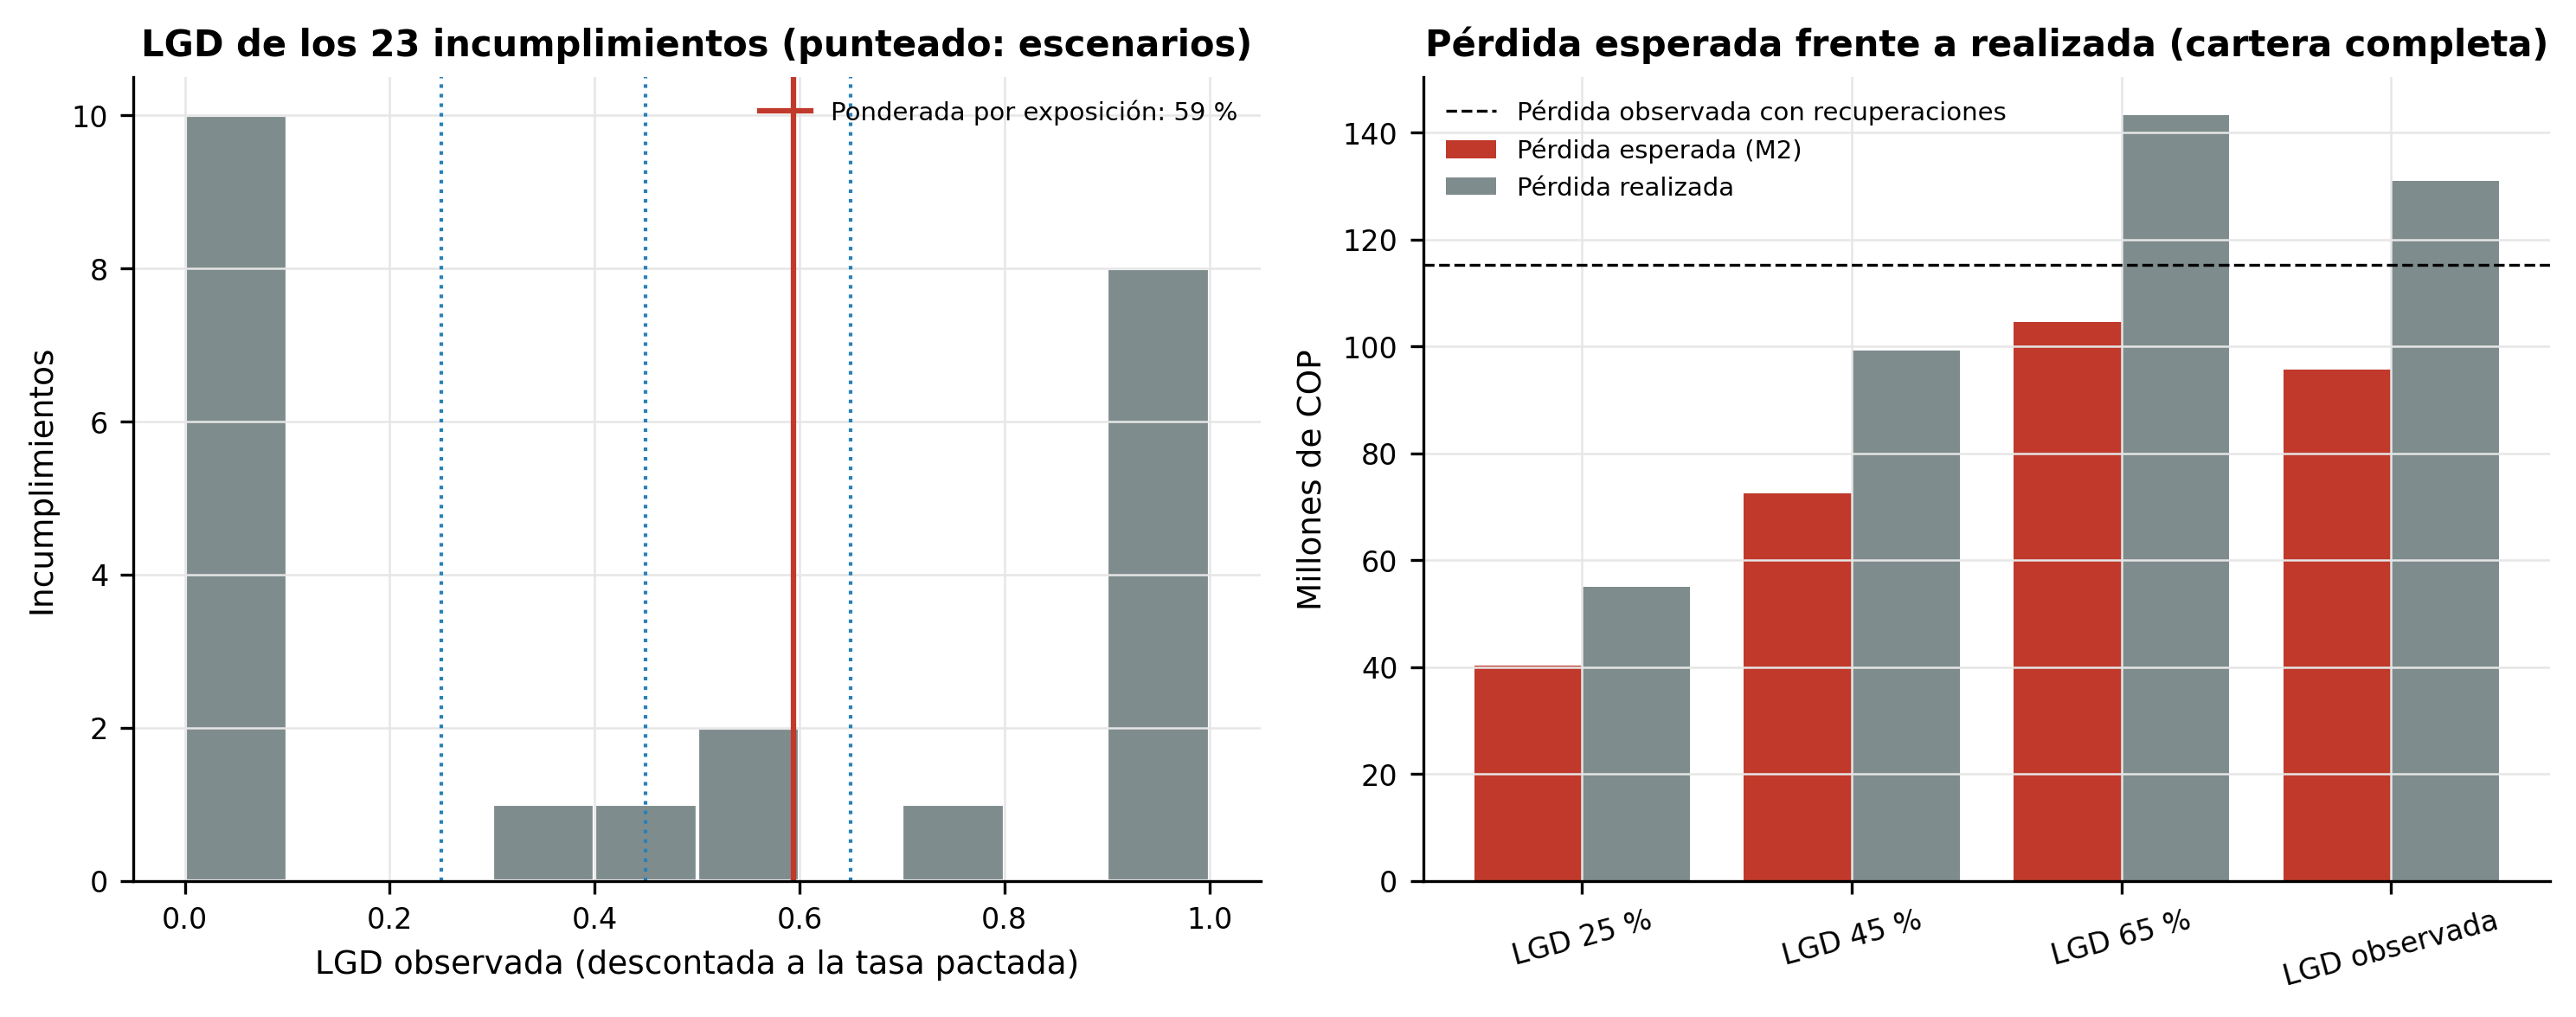 LGD de los 23 incumplimientos (punteado: escenarios)
Ponderada por exposición: 59 %
10
8
6
4
2
0
Incumplimientos
0.0 0.2 0.4 0.6 0.8 1.0
LGD observada (descontada a la tasa pactada)
Pérdida esperada frente a realizada (cartera completa)
Pérdida observada con recuperaciones
Pérdida esperada (M2)
Pérdida realizada
140
120
100
80
60
40
20
0
Millones de COP
LGD 25 % LGD 45 % LGD 65 % LGD observada